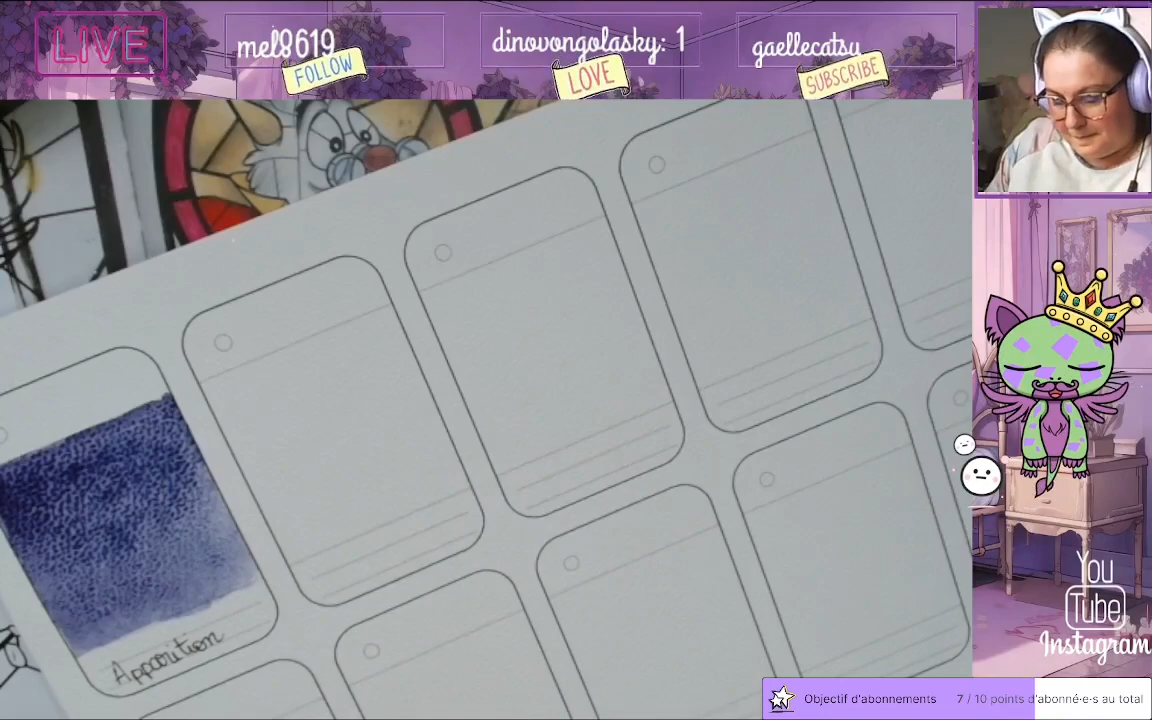 LIVE
mel8619
FOLLOW
dinovongolasky: 1
LOVE
gaellecatsy
SUBSCRIBE
Apparition
You
Tube
Instagram
Objectif d'abonnements 7 / 10 points d'abonné·e·s au total